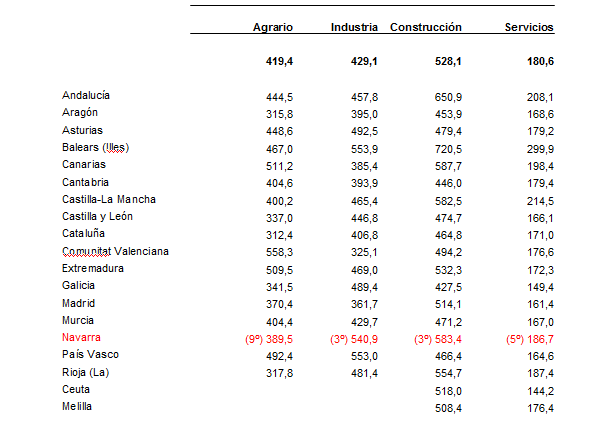 Agrario Industria Construcción Servicios
419,4 429,1 528,1 180,6
Andalucía 444,5 457,8 650,9 208,1
Aragón 315,8 395,0 453,9 168,6
Asturias 448,6 492,5 479,4 179,2
Balears (Illes) 467,0 553,9 720,5 299,9
Canarias 511,2 385,4 587,7 198,4
Cantabria 404,6 393,9 446,0 179,4
Castilla-La Mancha 400,2 465,4 582,5 214,5
Castilla y León 337,0 446,8 474,7 166,1
Cataluña 312,4 406,8 464,8 171,0
Comunitat Valenciana 558,3 325,1 494,2 176,6
Extremadura 509,5 469,0 532,3 172,3
Galicia 341,5 489,4 427,5 149,4
Madrid 370,4 361,7 514,1 161,4
Murcia 404,4 429,7 471,2 167,0
Navarra (9º) 389,5 (3º) 540,9 (3º) 583,4 (5º) 186,7
País Vasco 492,4 553,0 466,4 164,6
Rioja (La) 317,8 481,4 554,7 187,4
Ceuta 518,0 144,2
Melilla 508,4 176,4